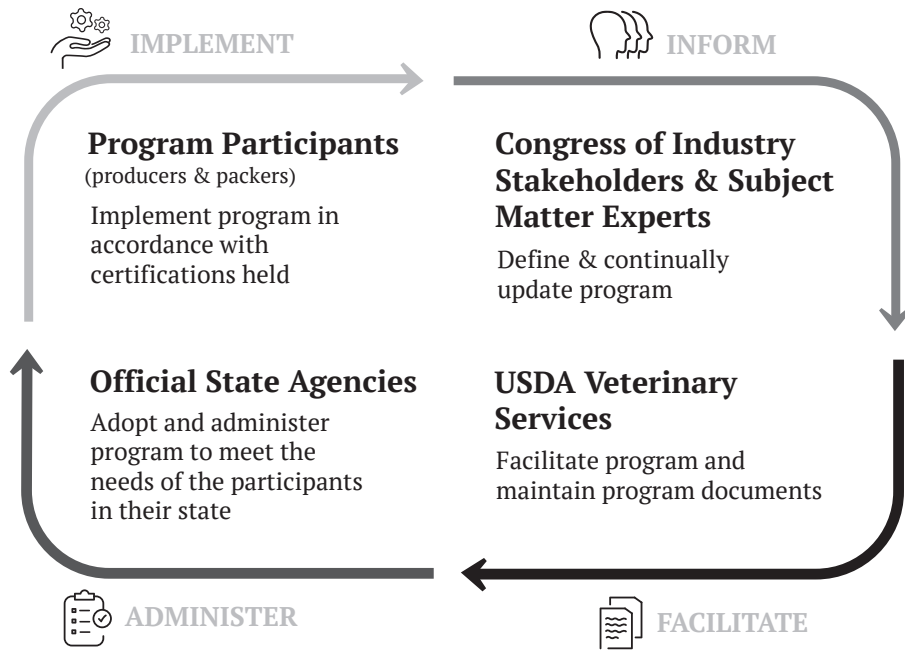 IMPLEMENT
Program Participants
(producers & packers)
Implement program in
accordance with
certifications held
INFORM
Congress of Industry
Stakeholders & Subject
Matter Experts
Define & continually
update program
USDA Veterinary
Services
Facilitate program and
maintain program documents
FACILITATE
Official State Agencies
Adopt and administer
program to meet the
needs of the participants
in their state
ADMINISTER